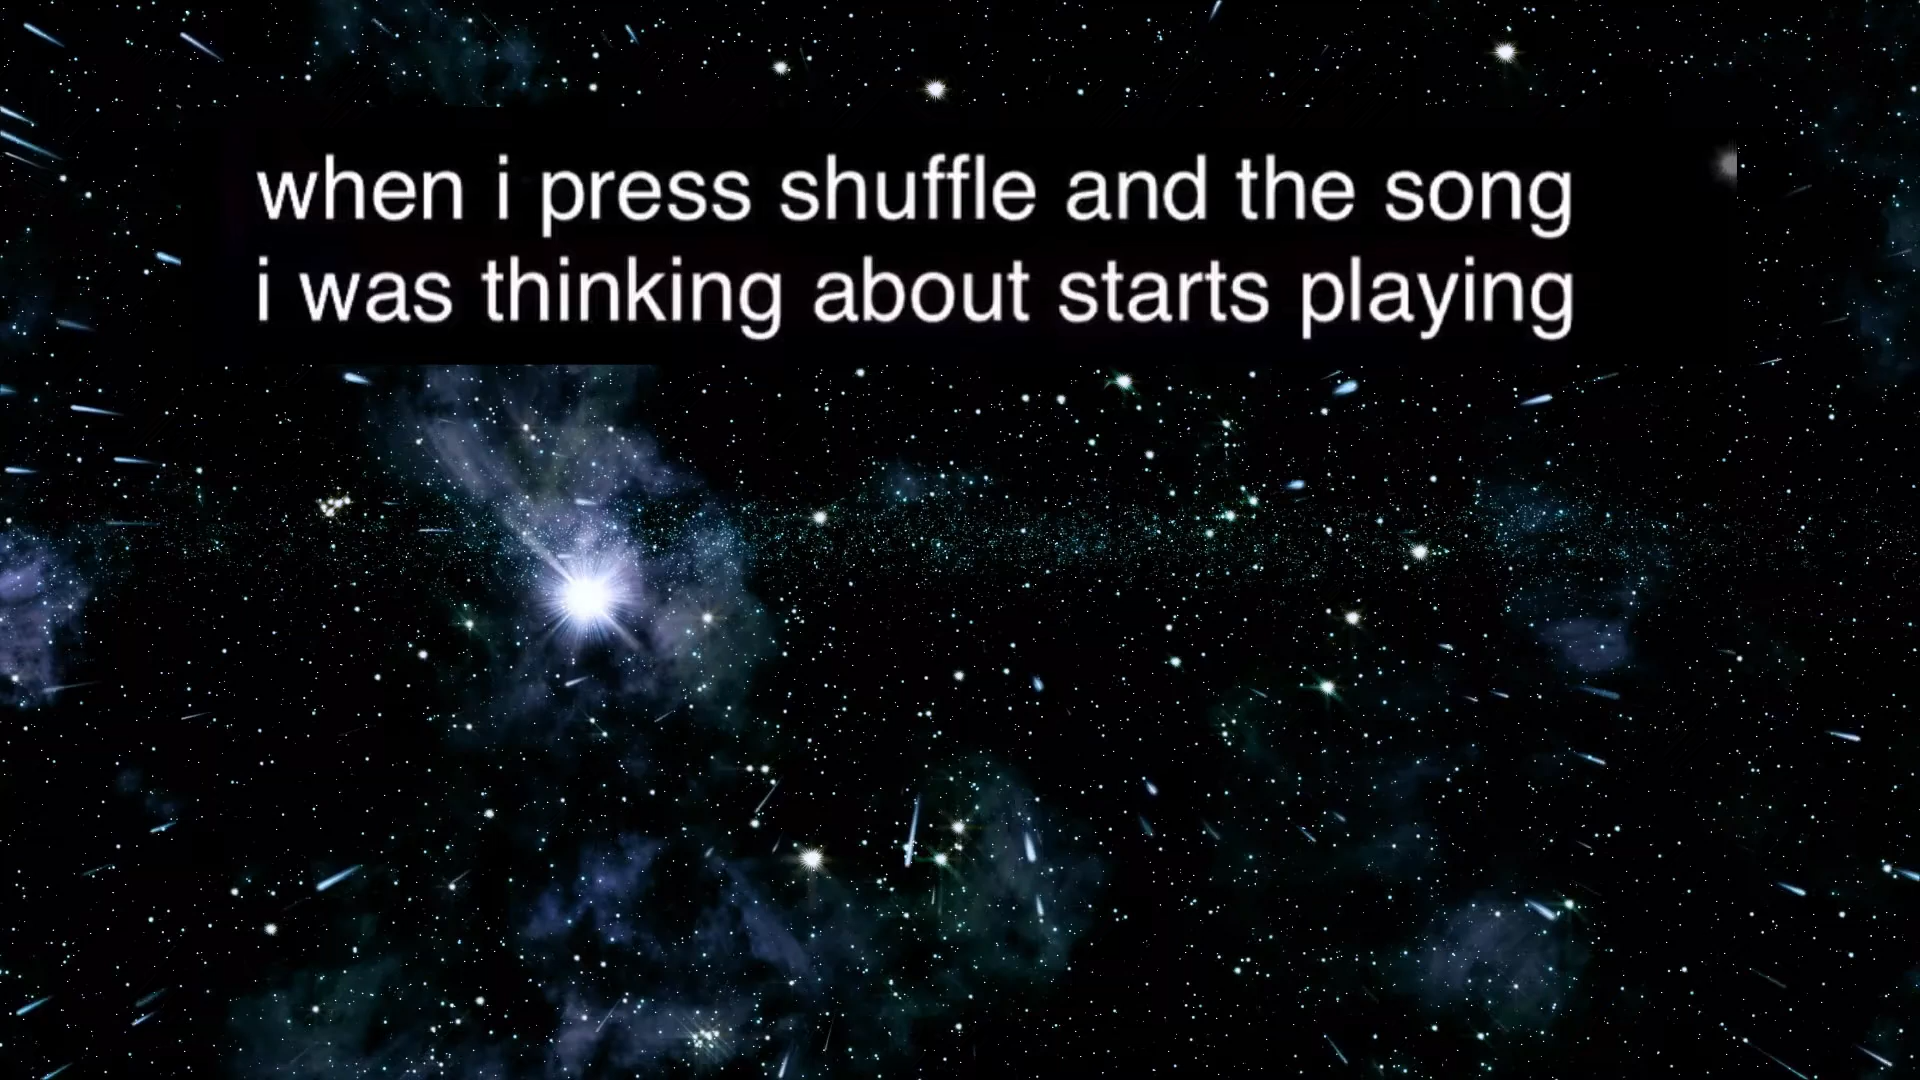 when i press shuffle and the song
i was thinking about starts playing